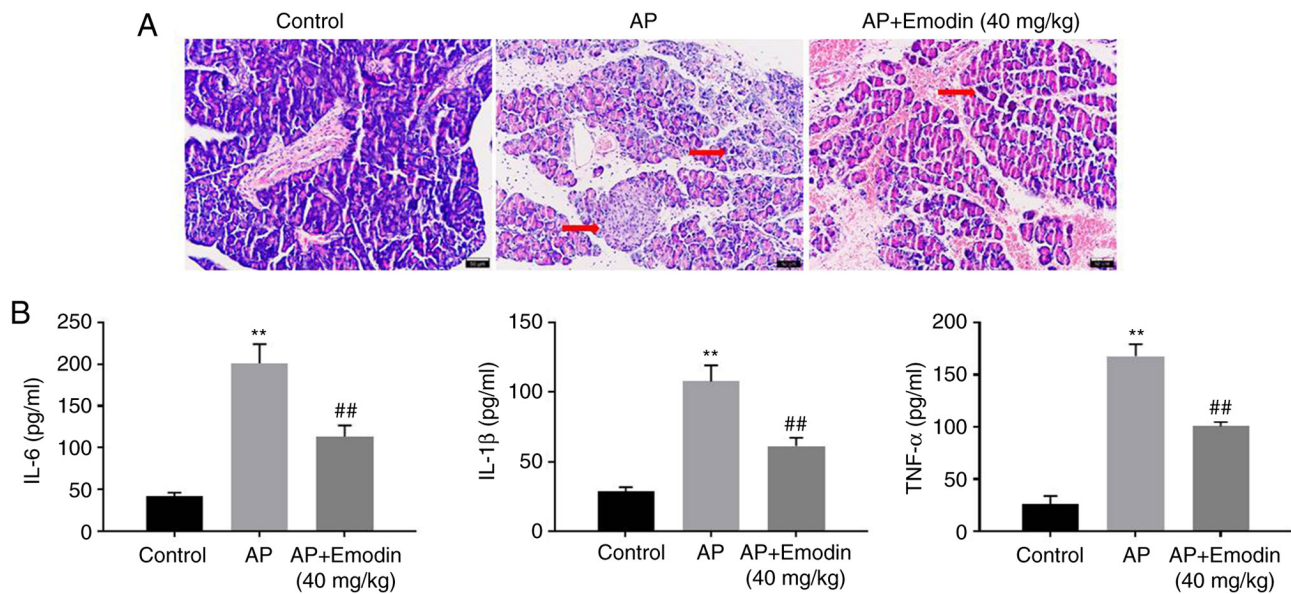 A
Control
AP
AP+Emodin (40 mg/kg)
50 µm
B
IL-6 (pg/ml)
250
200
150
100
50
0
**
##
Control
AP
AP+Emodin
(40 mg/kg)
IL-1β (pg/ml)
150
100
50
0
**
##
Control
AP
AP+Emodin
(40 mg/kg)
TNF-α (pg/ml)
200
150
100
50
0
**
##
Control
AP
AP+Emodin
(40 mg/kg)